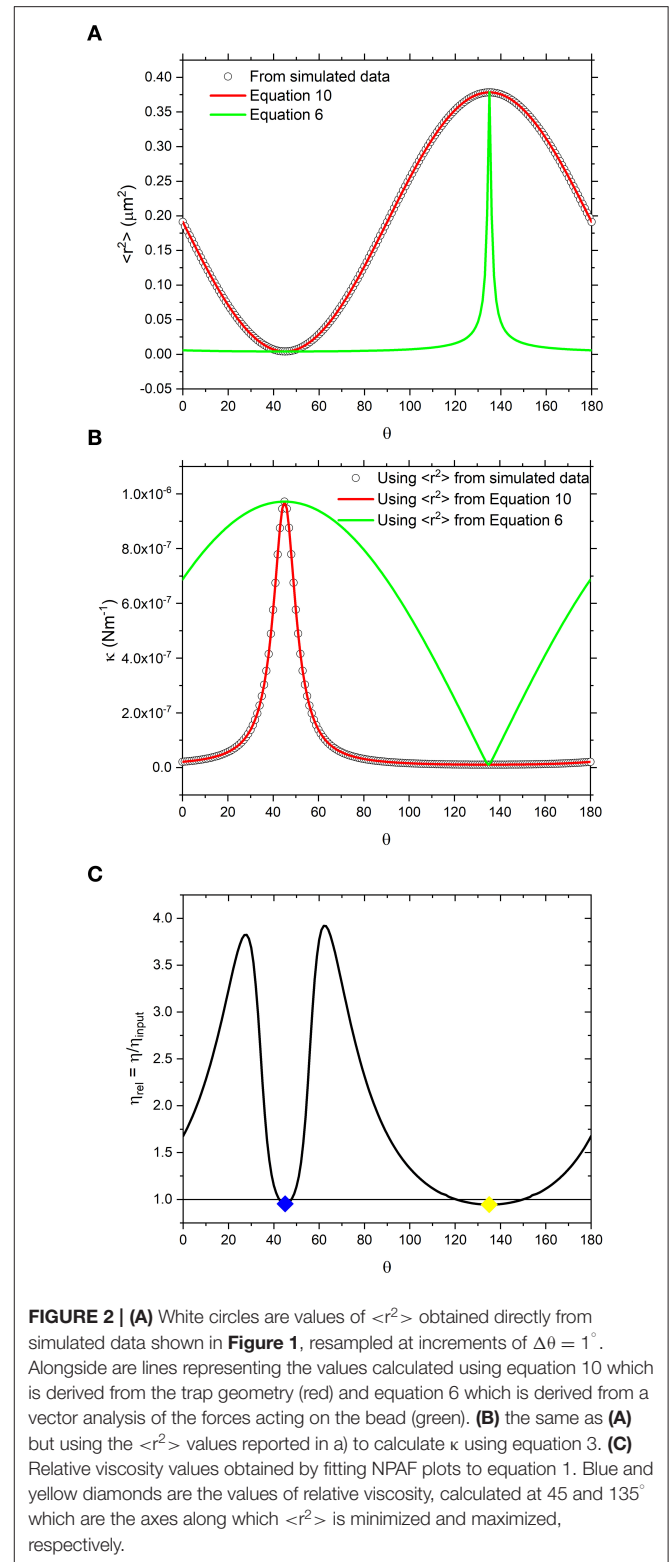 A
0.40
0.35
0.30
0.25
0.20
0.15
0.10
0.05
0.00
-0.05
<r²> (μm²)
From simulated data
Equation 10
Equation 6
0 20 40 60 80 100 120 140 160 180
θ
B
1.0x10⁻⁶
8.0x10⁻⁷
6.0x10⁻⁷
4.0x10⁻⁷
2.0x10⁻⁷
0.0
κ (Nm⁻¹)
Using <r²> from simulated data
Using <r²> from Equation 10
Using <r²> from Equation 6
0 20 40 60 80 100 120 140 160 180
θ
C
4.0
3.5
3.0
2.5
2.0
1.5
1.0
η_rel = η/η_input
0 20 40 60 80 100 120 140 160 180
θ
FIGURE 2 | (A) White circles are values of <r²> obtained directly from
simulated data shown in Figure 1, resampled at increments of Δθ = 1°.
Alongside are lines representing the values calculated using equation 10 which
is derived from the trap geometry (red) and equation 6 which is derived from a
vector analysis of the forces acting on the bead (green). (B) the same as (A)
but using the <r²> values reported in a) to calculate κ using equation 3. (C)
Relative viscosity values obtained by fitting NPAF plots to equation 1. Blue and
yellow diamonds are the values of relative viscosity, calculated at 45 and 135°
which are the axes along which <r²> is minimized and maximized,
respectively.